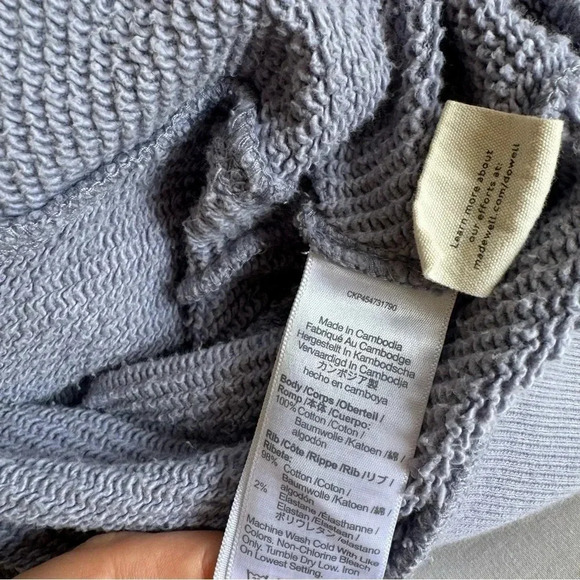 Learn more about
our efforts at:
madewell.com/dowell
CKP454731790
Made In Cambodia
Fabriqué Au Cambodge
Hergestellt In Kambodscha
Vervaardigd In Cambodja
カンボジア製
hecho en camboya
Body /Corps /Oberteil /
Romp /本体 / Cuerpo:
100% Cotton /Coton /
Baumwolle /Katoen / 綿 /
algodón
Rib /Côte /Rippe /Rib /リブ /
Ribete:
98% Cotton /Coton /
Baumwolle /Katoen / 綿 /
algodón
2% Elastane /Élasthanne /
Elastan /Elastaan /
ポリウレタン /elastano
Machine Wash Cold With Like
Colors. Non-Chlorine Bleach
Only. Tumble Dry Low. Iron
On Lowest Setting.